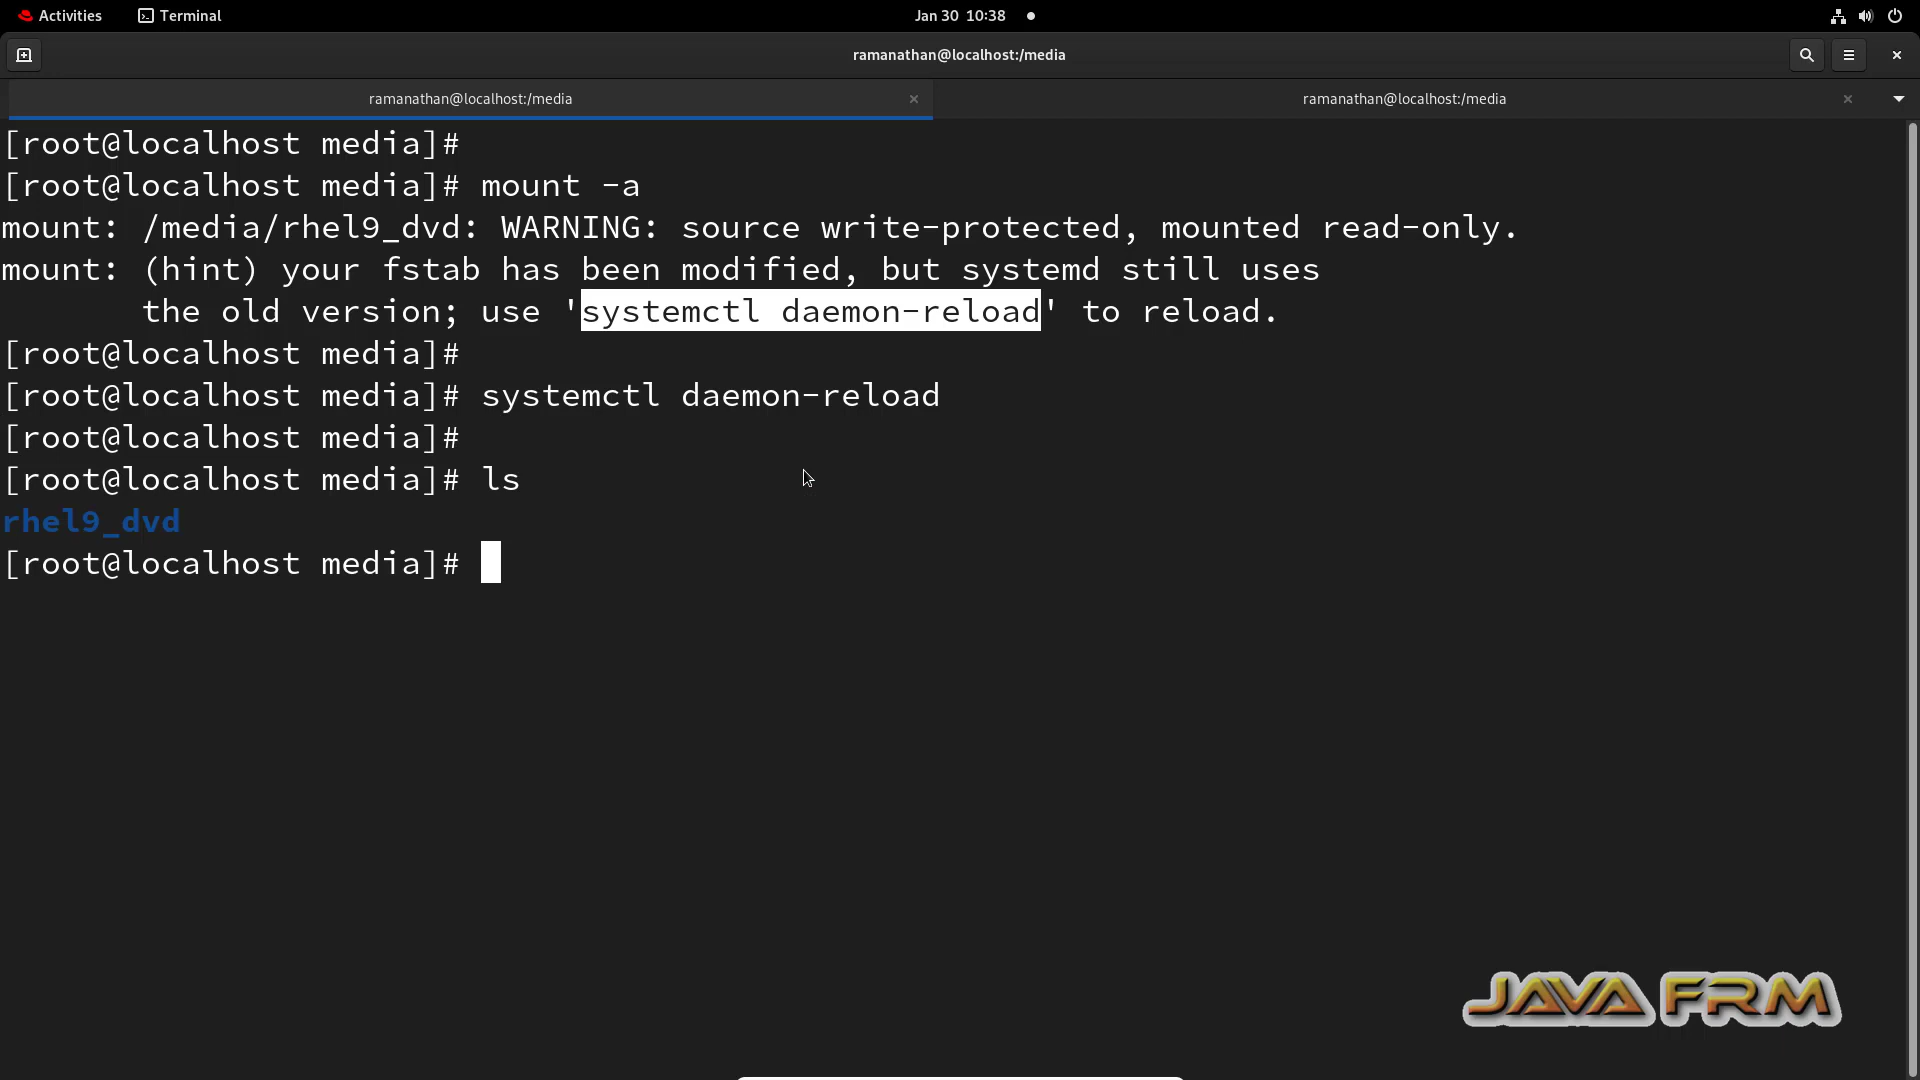 Activities Terminal Jan 30 10:38
ramanathan@localhost:/media
ramanathan@localhost:/media ramanathan@localhost:/media
[root@localhost media]#
[root@localhost media]# mount -a
mount: /media/rhel9_dvd: WARNING: source write-protected, mounted read-only.
mount: (hint) your fstab has been modified, but systemd still uses
       the old version; use 'systemctl daemon-reload' to reload.
[root@localhost media]#
[root@localhost media]# systemctl daemon-reload
[root@localhost media]#
[root@localhost media]# ls
rhel9_dvd
[root@localhost media]#
JAVA FRM